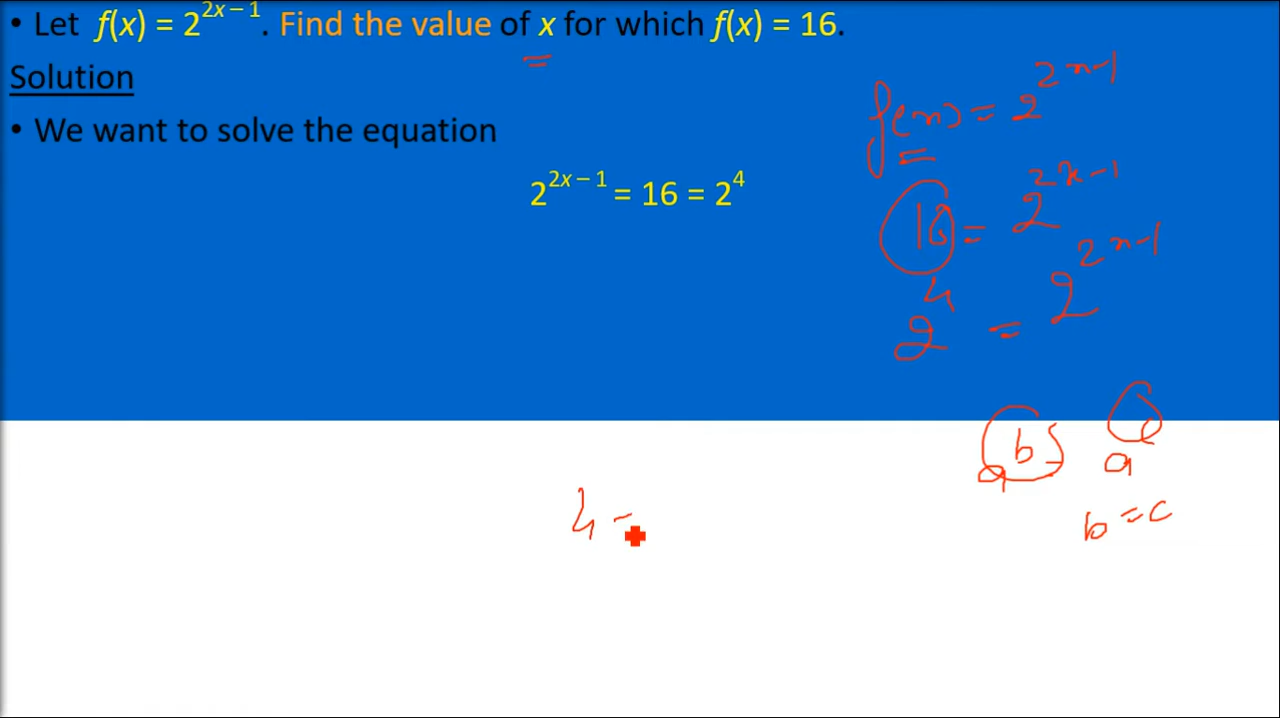 • Let f(x) = 2^(2x – 1). Find the value of x for which f(x) = 16.
Solution
• We want to solve the equation
2^(2x – 1) = 16 = 2^4
f(x) = 2^(2x-1)
16 = 2^(2x-1)
2^4 = 2^(2x-1)
a^b = a^c
b = c
4 =